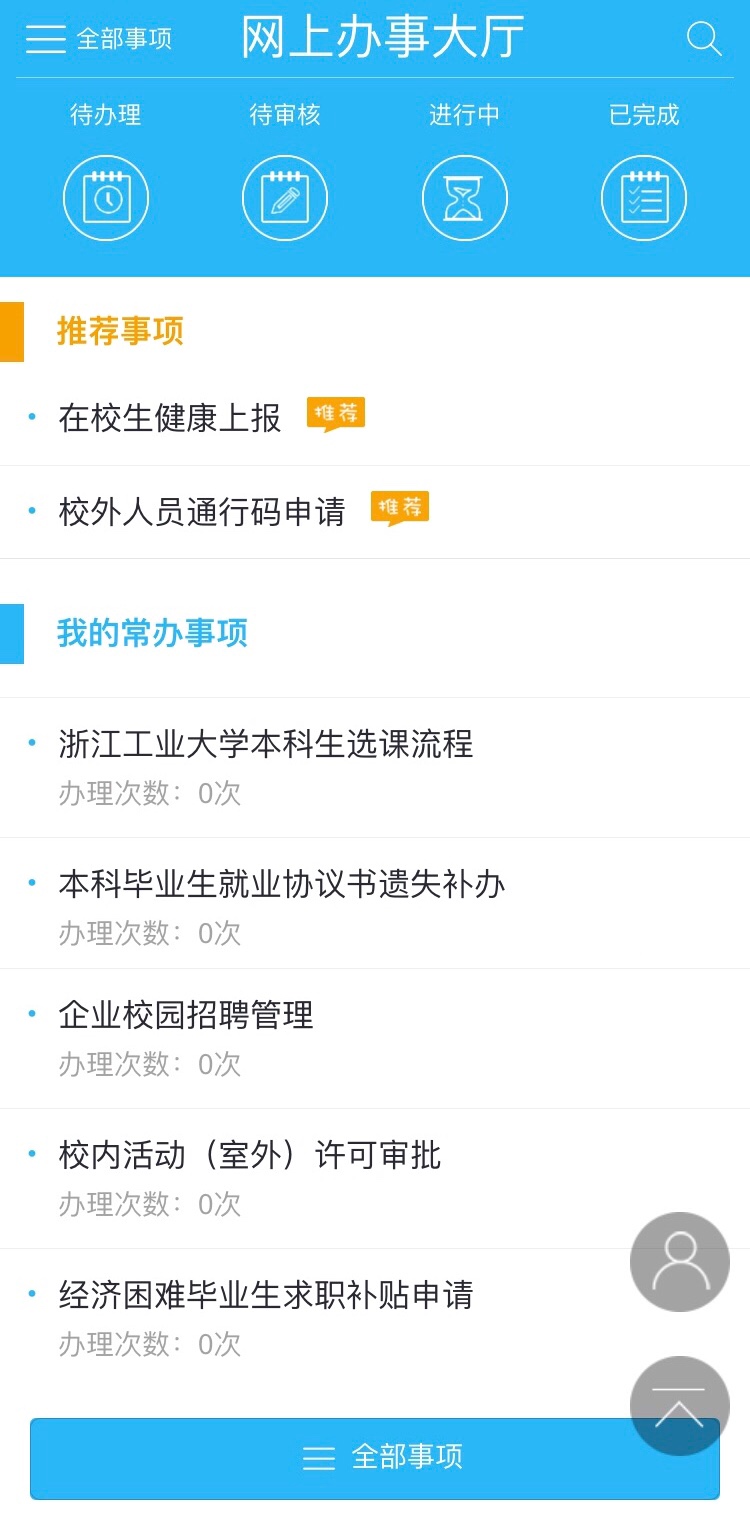 全部事项
网上办事大厅
待办理 待审核 进行中 已完成
推荐事项
在校生健康上报 推荐
校外人员通行码申请 推荐
我的常办事项
浙江工业大学本科生选课流程
办理次数：0次
本科毕业生就业协议书遗失补办
办理次数：0次
企业校园招聘管理
办理次数：0次
校内活动（室外）许可审批
办理次数：0次
经济困难毕业生求职补贴申请
办理次数：0次
全部事项